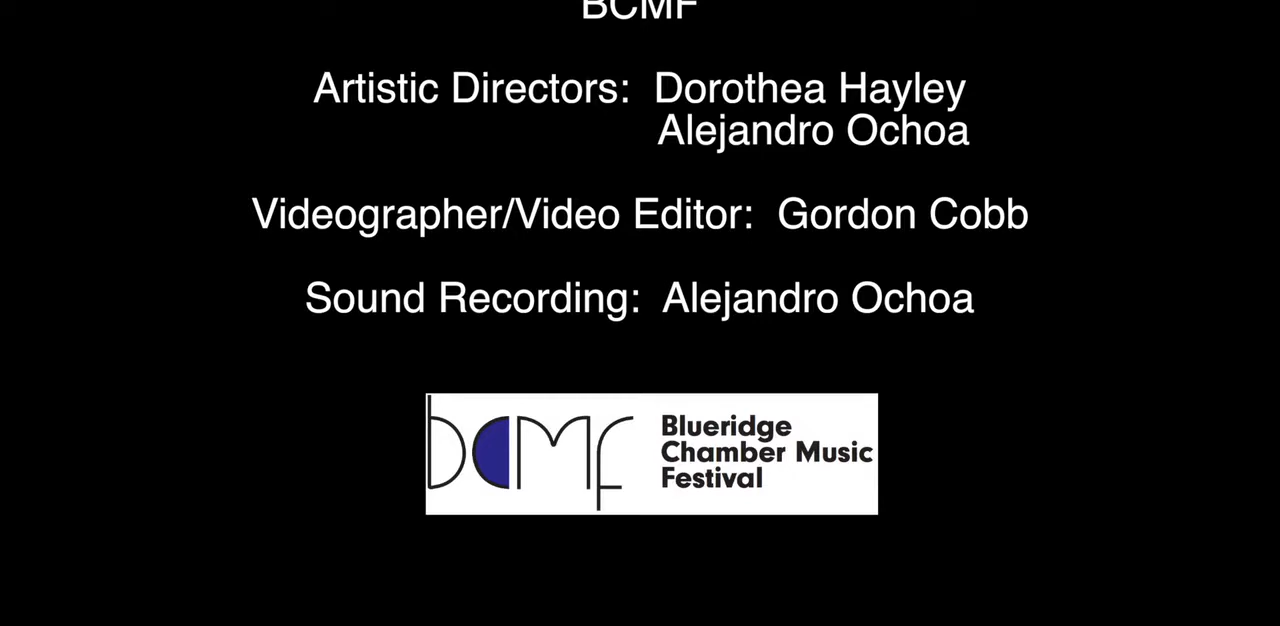 BCMF
Artistic Directors: Dorothea Hayley
Alejandro Ochoa
Videographer/Video Editor: Gordon Cobb
Sound Recording: Alejandro Ochoa
bcmf
Blueridge
Chamber Music
Festival